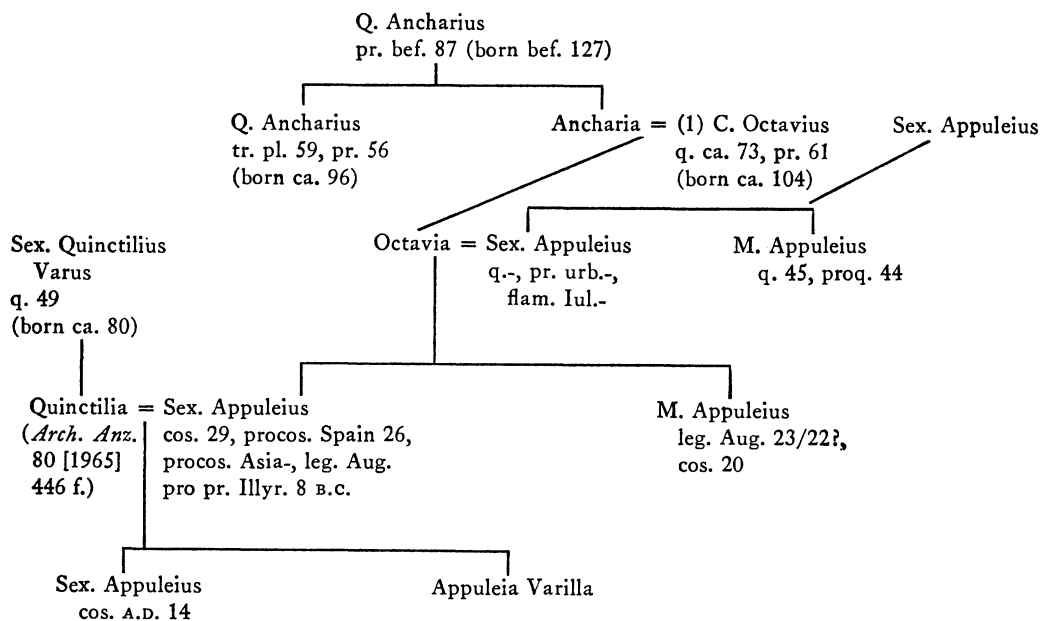 Q. Ancharius
pr. bef. 87 (born bef. 127)
Q. Ancharius
tr. pl. 59, pr. 56
(born ca. 96)
Ancharia = (1) C. Octavius
q. ca. 73, pr. 61
(born ca. 104)
Sex. Appuleius
Sex. Quinctilius
Varus
q. 49
(born ca. 80)
Octavia = Sex. Appuleius
q.-, pr. urb.-,
flam. Iul.-
M. Appuleius
q. 45, proq. 44
Quinctilia = Sex. Appuleius
(Arch. Anz.
80 [1965]
446 f.)
cos. 29, procos. Spain 26,
procos. Asia-, leg. Aug.
pro pr. Illyr. 8 B.C.
M. Appuleius
leg. Aug. 23/22?,
cos. 20
Sex. Appuleius
cos. A.D. 14
Appuleia Varilla